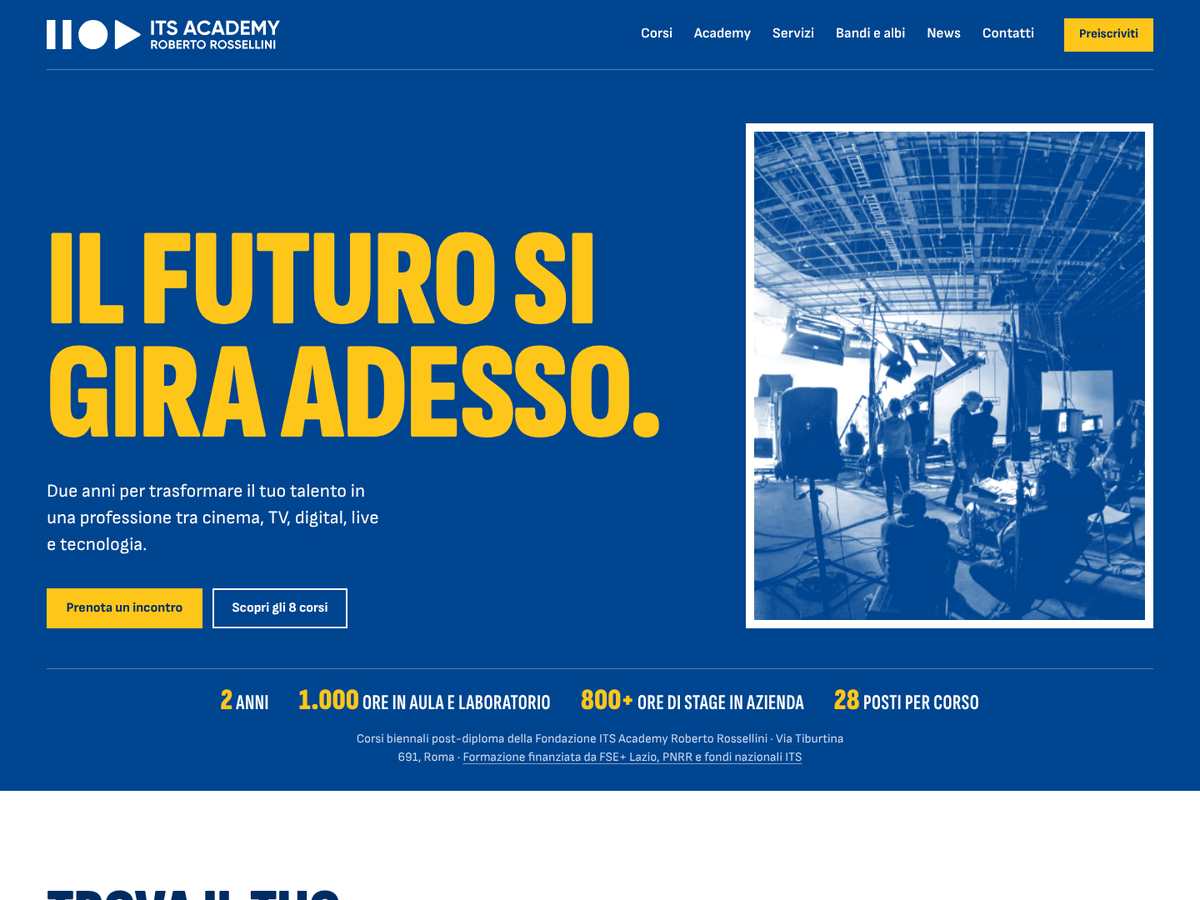 ITS ACADEMY
ROBERTO ROSSELLINI
Corsi Academy Servizi Bandi e albi News Contatti Preiscriviti
IL FUTURO SI
GIRA ADESSO.
Due anni per trasformare il tuo talento in
una professione tra cinema, TV, digital, live
e tecnologia.
Prenota un incontro Scopri gli 8 corsi
2 ANNI 1.000 ORE IN AULA E LABORATORIO 800+ ORE DI STAGE IN AZIENDA 28 POSTI PER CORSO
Corsi biennali post-diploma della Fondazione ITS Academy Roberto Rossellini · Via Tiburtina
691, Roma · Formazione finanziata da FSE+ Lazio, PNRR e fondi nazionali ITS
TROVA IL TUO